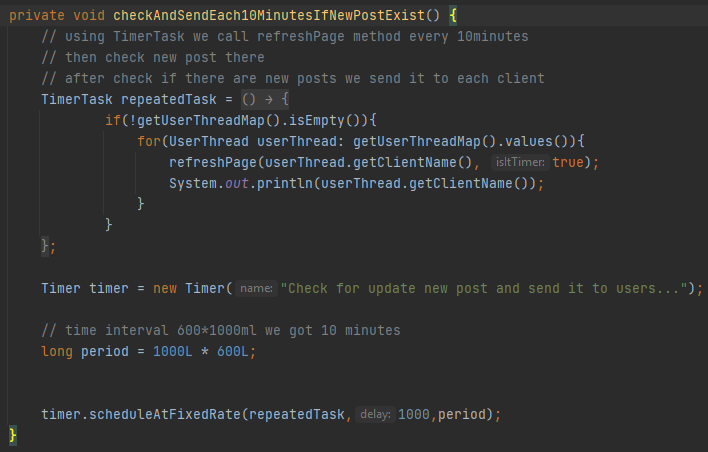 private void checkAndSendEach10MinutesIfNewPostExist() {
// using TimerTask we call refreshPage method every 10minutes
// then check new post there
// after check if there are new posts we send it to each client
TimerTask repeatedTask = () → {
if(!getUserThreadMap().isEmpty()){
for(UserThread userThread: getUserThreadMap().values()){
refreshPage(userThread.getClientName(), isItTimer: true);
System.out.println(userThread.getClientName());
}
}
};
Timer timer = new Timer( name: "Check for update new post and send it to users...");
// time interval 600*1000ml we got 10 minutes
long period = 1000L * 600L;
timer.scheduleAtFixedRate(repeatedTask, delay: 1000,period);
}